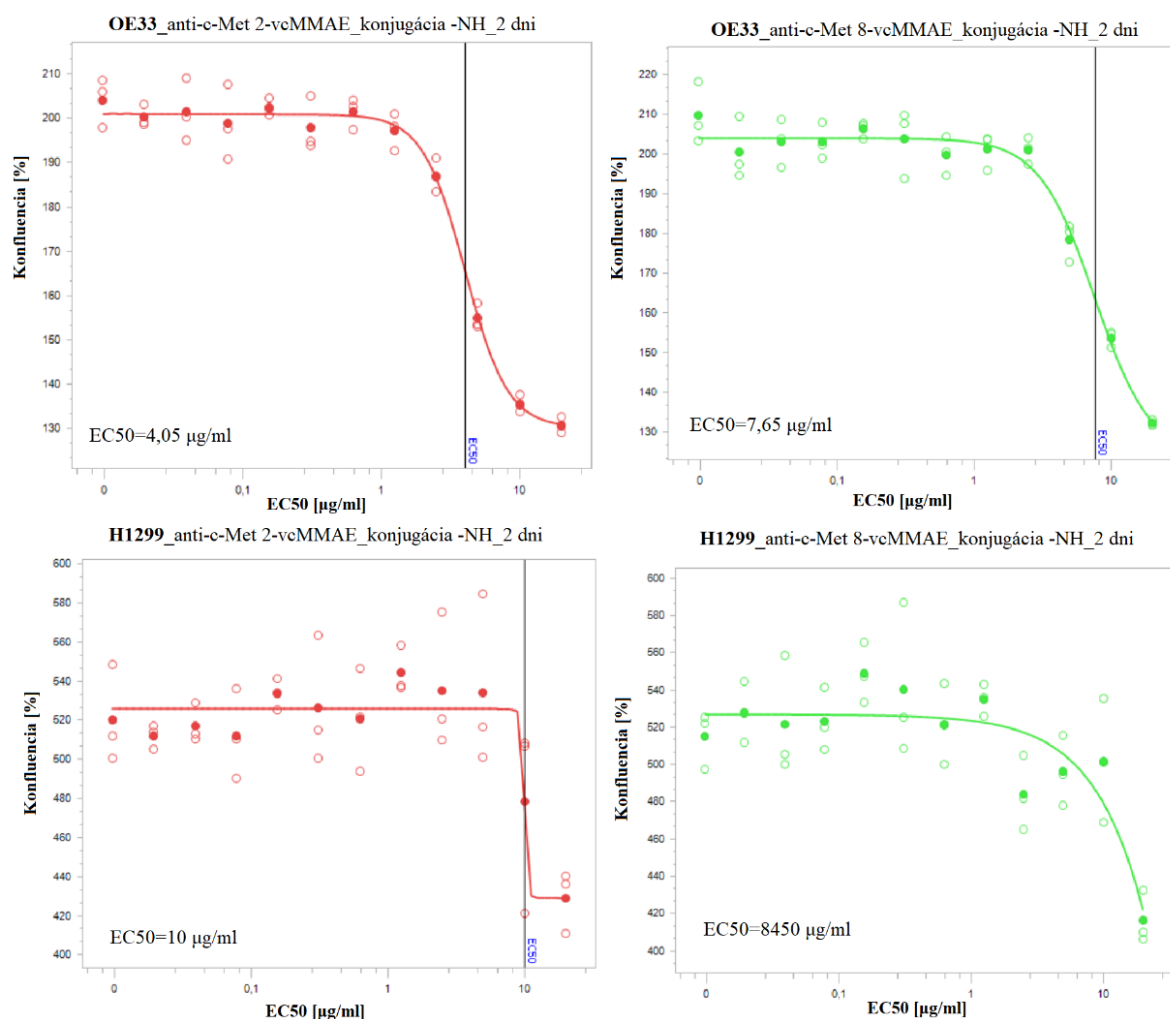 OE33_anti-c-Met 2-vcMMAE_konjugácia -NH_2 dni
Konfluencia [%]
210
200
190
180
170
160
150
140
130
EC50=4,05 µg/ml
EC50
0 0,1 1 10
EC50 [µg/ml]
OE33_anti-c-Met 8-vcMMAE_konjugácia -NH_2 dni
Konfluencia [%]
220
210
200
190
180
170
160
150
140
130
EC50=7,65 µg/ml
EC50
0 0,1 1 10
EC50 [µg/ml]
H1299_anti-c-Met 2-vcMMAE_konjugácia -NH_2 dni
Konfluencia [%]
600
580
560
540
520
500
480
460
440
420
400
EC50=10 µg/ml
EC50
0 0,1 1 10
EC50 [µg/ml]
H1299_anti-c-Met 8-vcMMAE_konjugácia -NH_2 dni
Konfluencia [%]
600
580
560
540
520
500
480
460
440
420
400
EC50=8450 µg/ml
0 0,1 1 10
EC50 [µg/ml]